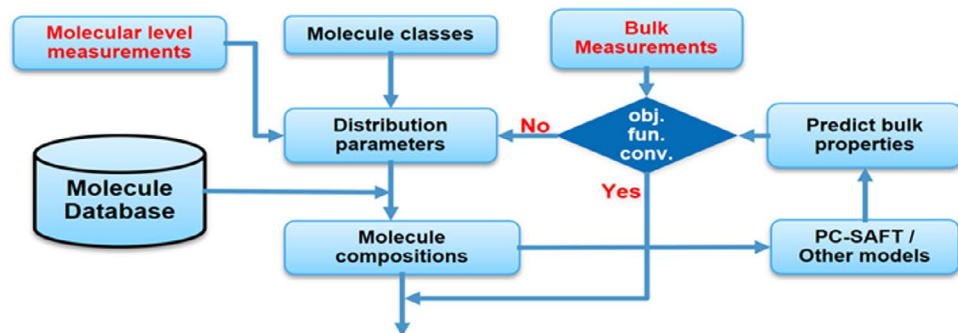 Molecular level
measurements
Molecule classes
Bulk
Measurements
Distribution
parameters
No
obj.
fun.
conv.
Predict bulk
properties
Yes
Molecule
Database
Molecule
compositions
PC-SAFT /
Other models